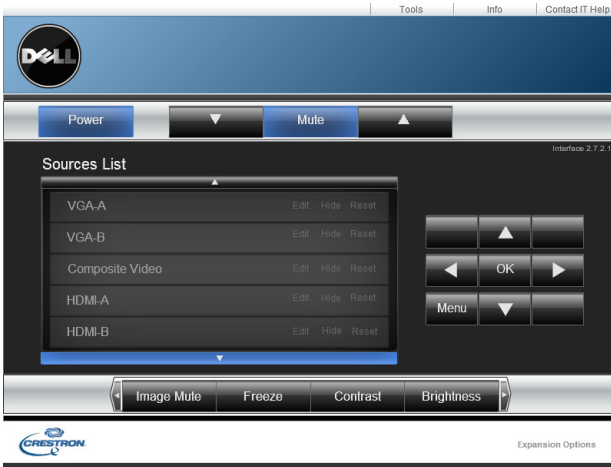 Tools Info Contact IT Help
DELL
Power Mute
Interface 2.7.2.1
Sources List
VGA-A Edit Hide Reset
VGA-B Edit Hide Reset
Composite Video Edit Hide Reset
HDMI-A Edit Hide Reset
HDMI-B Edit Hide Reset
OK
Menu
Image Mute Freeze Contrast Brightness
CRESTRON
Expansion Options